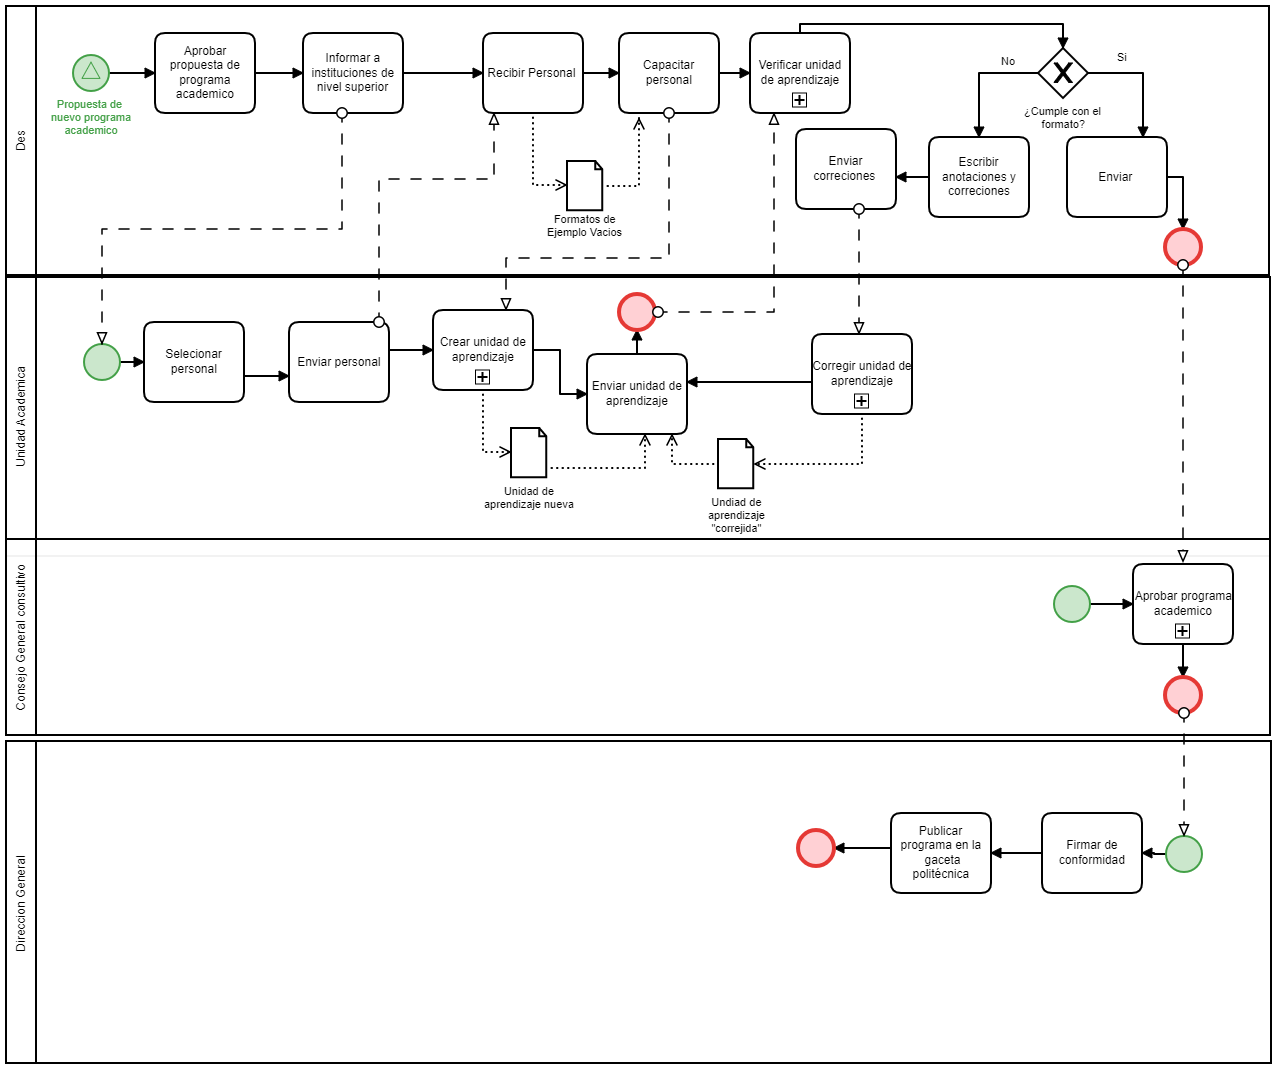 Des
Propuesta de
nuevo programa
academico
Aprobar
propuesta de
programa
academico
Informar a
instituciones de
nivel superior
Recibir Personal
Capacitar
personal
Verificar unidad
de aprendizaje
No
Si
¿Cumple con el
formato?
Enviar
correciones
Escribir
anotaciones y
correciones
Enviar
Formatos de
Ejemplo Vacios
Unidad Academica
Selecionar
personal
Enviar personal
Crear unidad de
aprendizaje
Enviar unidad de
aprendizaje
Corregir unidad de
aprendizaje
Unidad de
aprendizaje nueva
Undiad de
aprendizaje
"correjida"
Consejo General consultivo
Aprobar programa
academico
Direccion General
Publicar
programa en la
gaceta
politécnica
Firmar de
conformidad